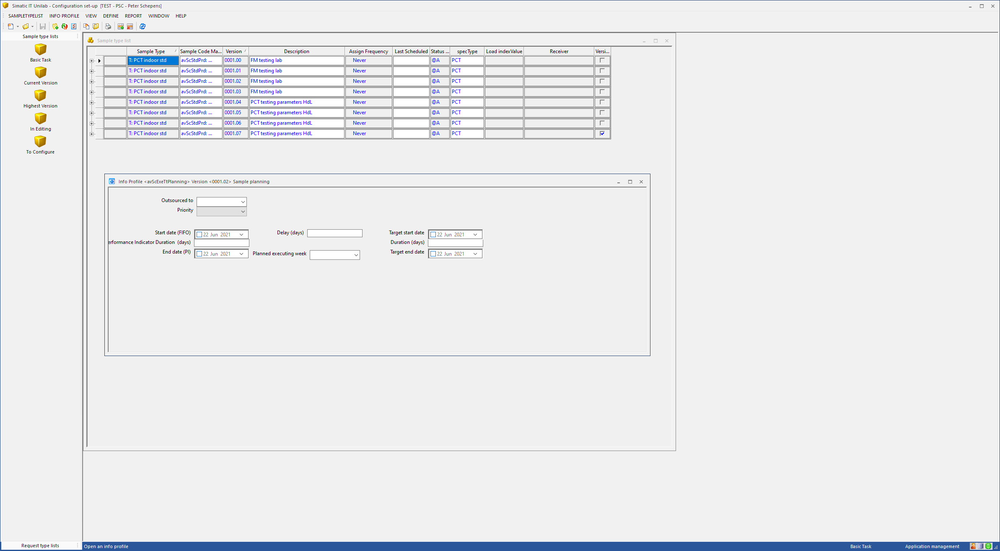 Simatic IT Unilab - Configuration set-up [TEST - PSC - Peter Schepens]
SAMPLETYPELIST INFO PROFILE VIEW DEFINE REPORT WINDOW HELP
Sample type lists
Basic Task
Current Version
Highest Version
In Editing
To Configure
Request type lists
Sample type list
Sample Type Sample Code Ma... Version Description Assign Frequency Last Scheduled Status ... specType Load indexValue Receiver Versi...
T: PCT indoor std avScStdPrd: ... 0001.00 FM testing lab Never @A PCT
T: PCT indoor std avScStdPrd: ... 0001.01 FM testing lab Never @A PCT
T: PCT indoor std avScStdPrd: ... 0001.02 FM testing lab Never @A PCT
T: PCT indoor std avScStdPrd: ... 0001.03 FM testing lab Never @A PCT
T: PCT indoor std avScStdPrd: ... 0001.04 PCT testing parameters HdL Never @A PCT
T: PCT indoor std avScStdPrd: ... 0001.05 PCT testing parameters HdL Never @A PCT
T: PCT indoor std avScStdPrd: ... 0001.06 PCT testing parameters HdL Never @A PCT
T: PCT indoor std avScStdPrd: ... 0001.07 PCT testing parameters HdL Never @A PCT
Info Profile <avScExeTtPlanning> Version <0001.02> Sample planning
Outsourced to
Priority
Start date (FIFO) 22 Jun 2021 Delay (days) Target start date 22 Jun 2021
erformance Indicator Duration (days) Duration (days)
End date (PI) 22 Jun 2021 Planned executing week Target end date 22 Jun 2021
Open an info profile Basic Task Application management